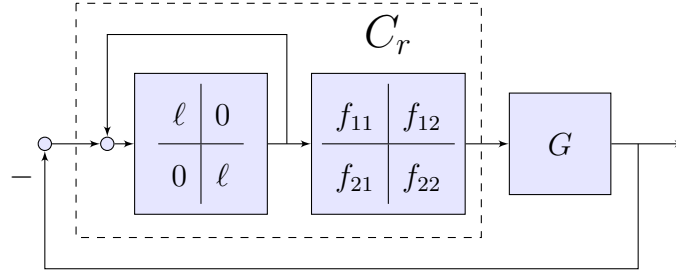 C_r
ℓ 0
0 ℓ
f_{11} f_{12}
f_{21} f_{22}
G
−